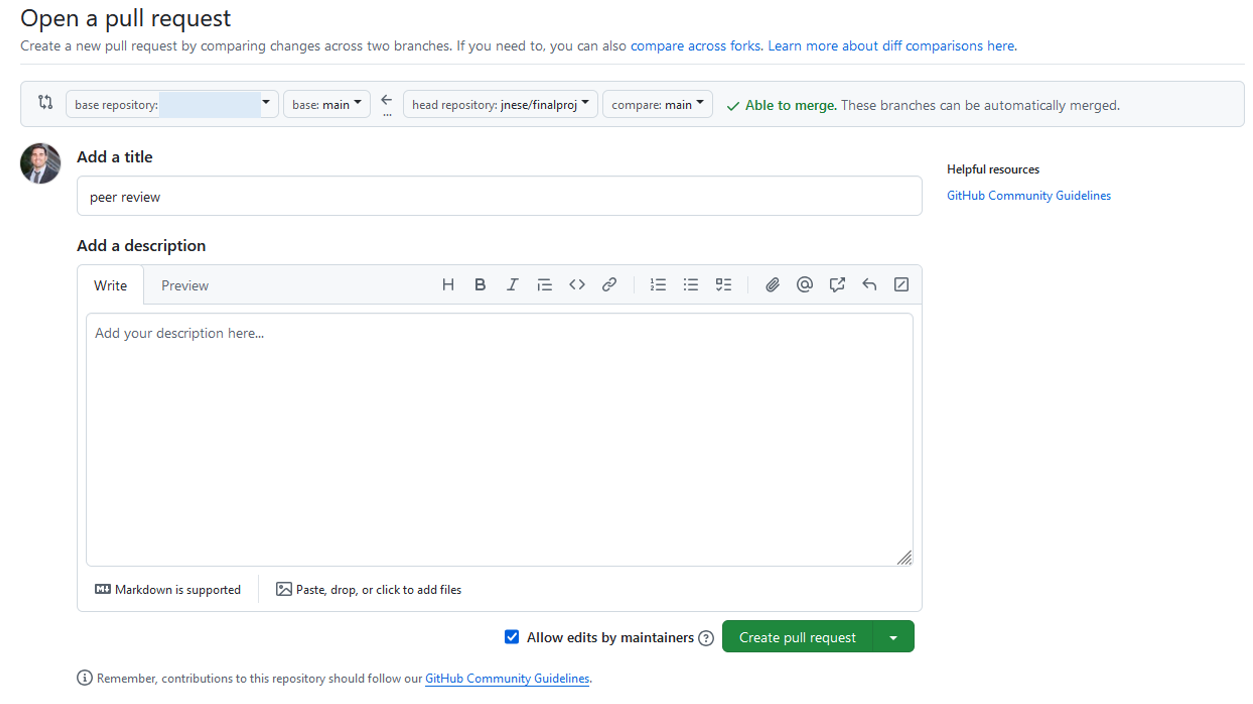 Open a pull request
Create a new pull request by comparing changes across two branches. If you need to, you can also compare across forks. Learn more about diff comparisons here.
base repository: base: main ... head repository: jnese/finalproj compare: main Able to merge. These branches can be automatically merged.
Add a title
Helpful resources
peer review
GitHub Community Guidelines
Add a description
Write Preview
Add your description here...
Markdown is supported Paste, drop, or click to add files
Allow edits by maintainers Create pull request
Remember, contributions to this repository should follow our GitHub Community Guidelines.